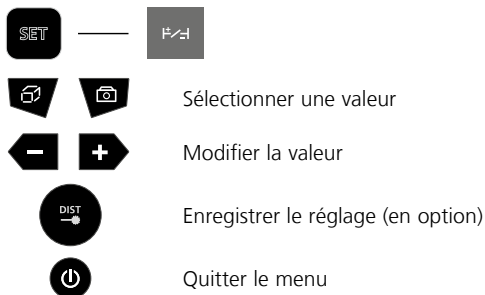 SET
Sélectionner une valeur
Modifier la valeur
DIST
Enregistrer le réglage (en option)
Quitter le menu